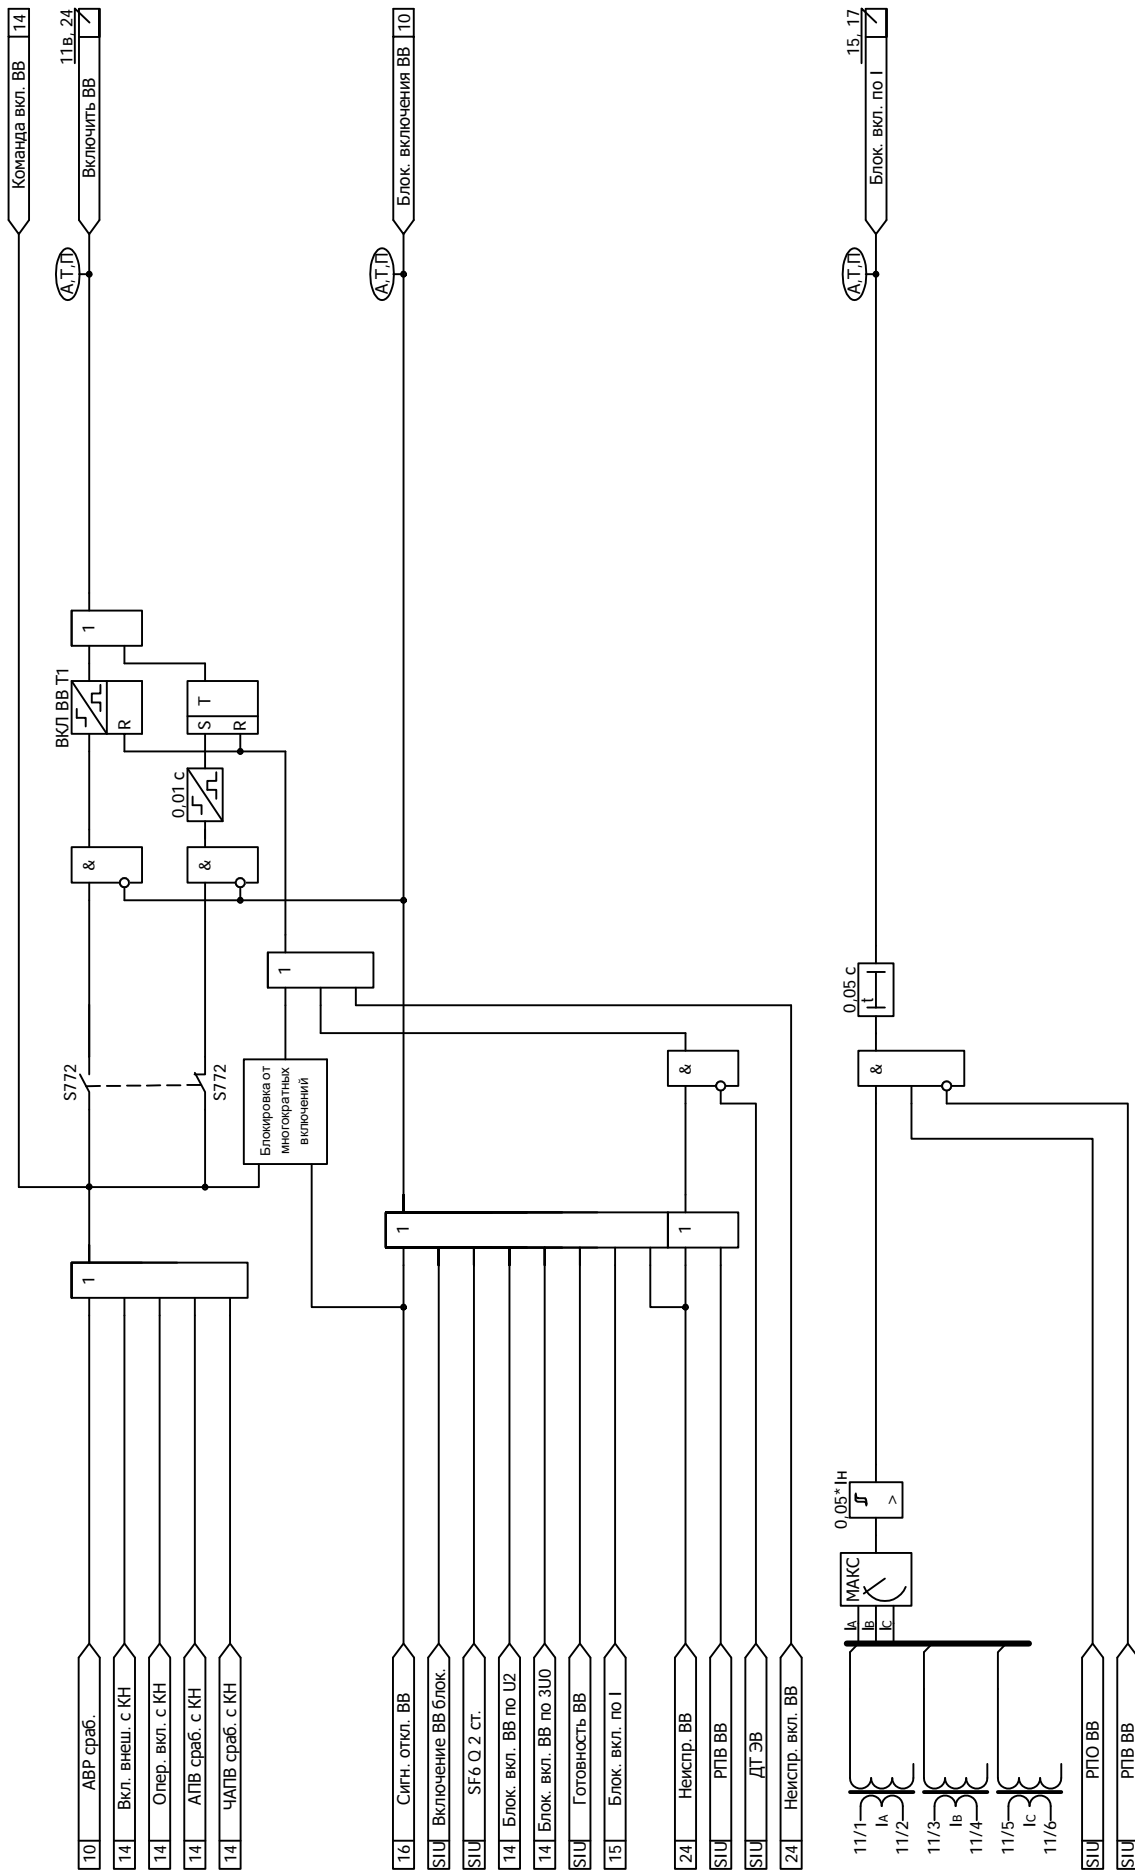 14 Команда вкл. ВВ
11в, 24
Включить ВВ
А,Т,П
10 Блок. включения ВВ
А,Т,П
15, 17
Блок. вкл. по I
А,Т,П
1
ВКЛ ВВ Т1
R
S T
R
0,01 с
&
&
1
S772
S772
Блокировка от
многократных
включений
1
1
1
&
0,05 с
t
&
0,05*Iн
>
МАКС
IA
IB
IC
10 АВР сраб.
14 Вкл. внеш. с КН
14 Опер. вкл. с КН
14 АПВ сраб. с КН
14 ЧАПВ сраб. с КН
16 Сигн. откл. ВВ
SIU Включение ВВ блок.
SIU SF6 Q 2 ст.
14 Блок. вкл. ВВ по U2
14 Блок. вкл. ВВ по 3U0
SIU Готовность ВВ
15 Блок. вкл. по I
24 Неиспр. ВВ
SIU РПВ ВВ
SIU ДТ ЭВ
24 Неиспр. вкл. ВВ
11/1
IA
11/2
11/3
IB
11/4
11/5
IC
11/6
SIU РПО ВВ
SIU РПВ ВВ